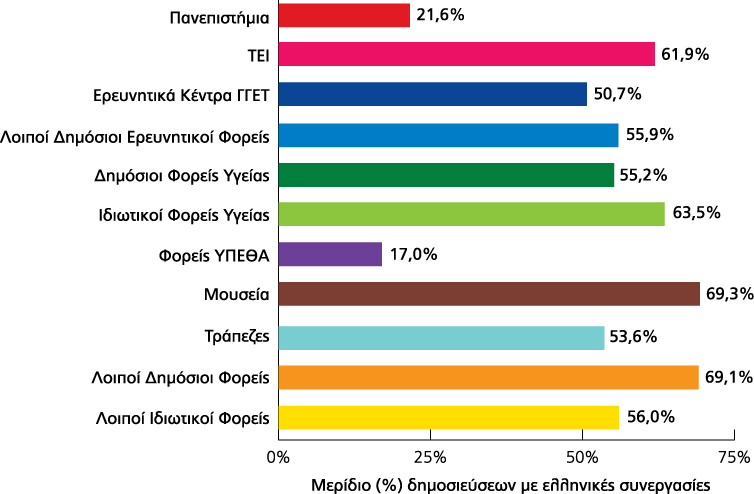 Πανεπιστήμια 21,6%
ΤΕΙ 61,9%
Ερευνητικά Κέντρα ΓΓΕΤ 50,7%
Λοιποί Δημόσιοι Ερευνητικοί Φορείς 55,9%
Δημόσιοι Φορείς Υγείας 55,2%
Ιδιωτικοί Φορείς Υγείας 63,5%
Φορείς ΥΠΕΘΑ 17,0%
Μουσεία 69,3%
Τράπεζες 53,6%
Λοιποί Δημόσιοι Φορείς 69,1%
Λοιποί Ιδιωτικοί Φορείς 56,0%
0% 25% 50% 75%
Μερίδιο (%) δημοσιεύσεων με ελληνικές συνεργασίες